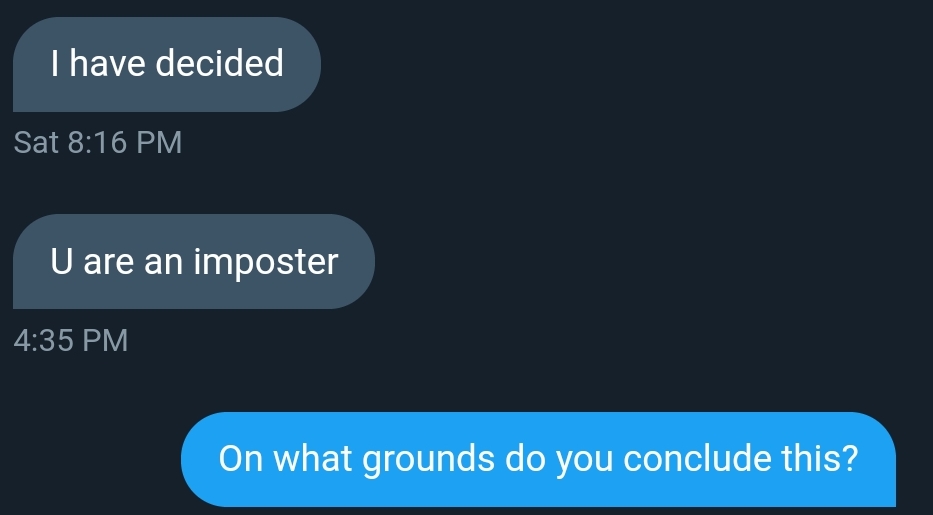 I have decided
Sat 8:16 PM
U are an imposter
4:35 PM
On what grounds do you conclude this?